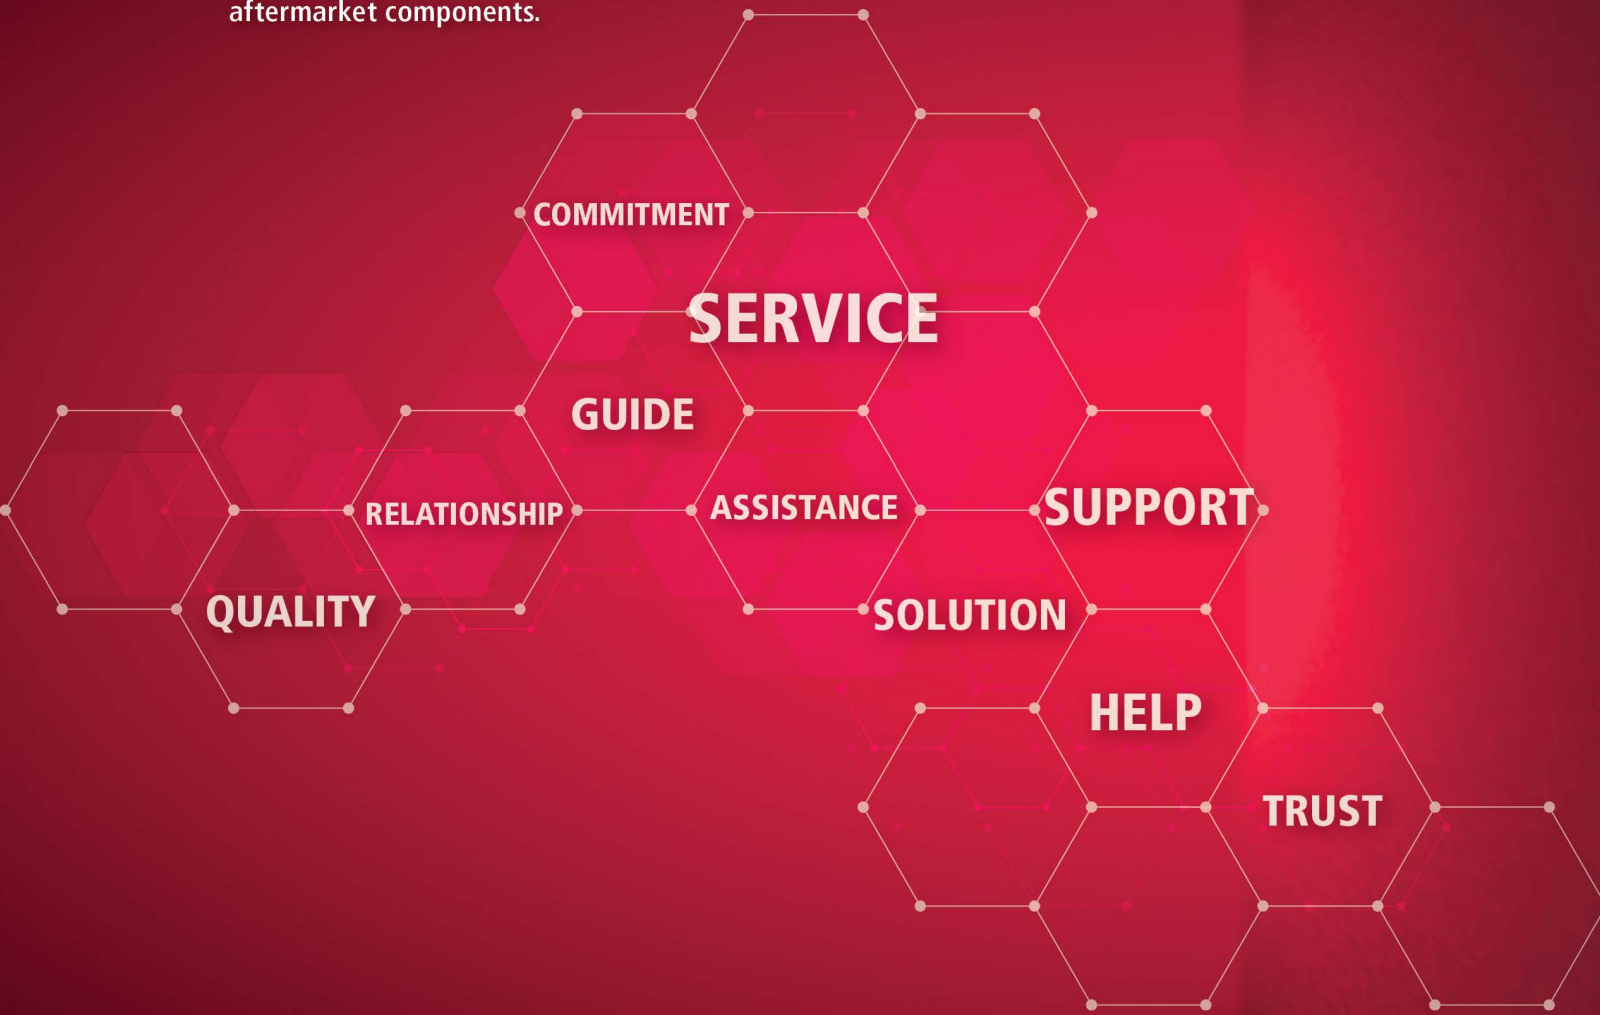 aftermarket components.
COMMITMENT
SERVICE
GUIDE
RELATIONSHIP
ASSISTANCE
SUPPORT
QUALITY
SOLUTION
HELP
TRUST